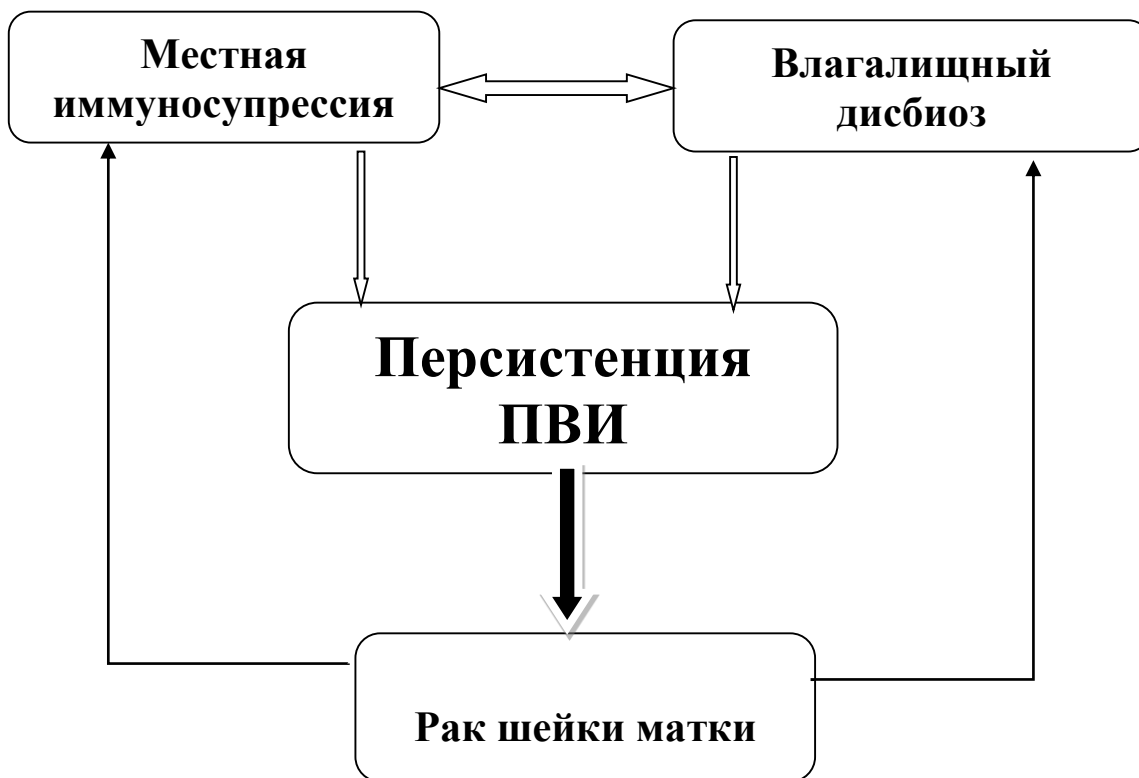 Местная
иммуносупрессия
Влагалищный
дисбиоз
Персистенция
ПВИ
Рак шейки матки